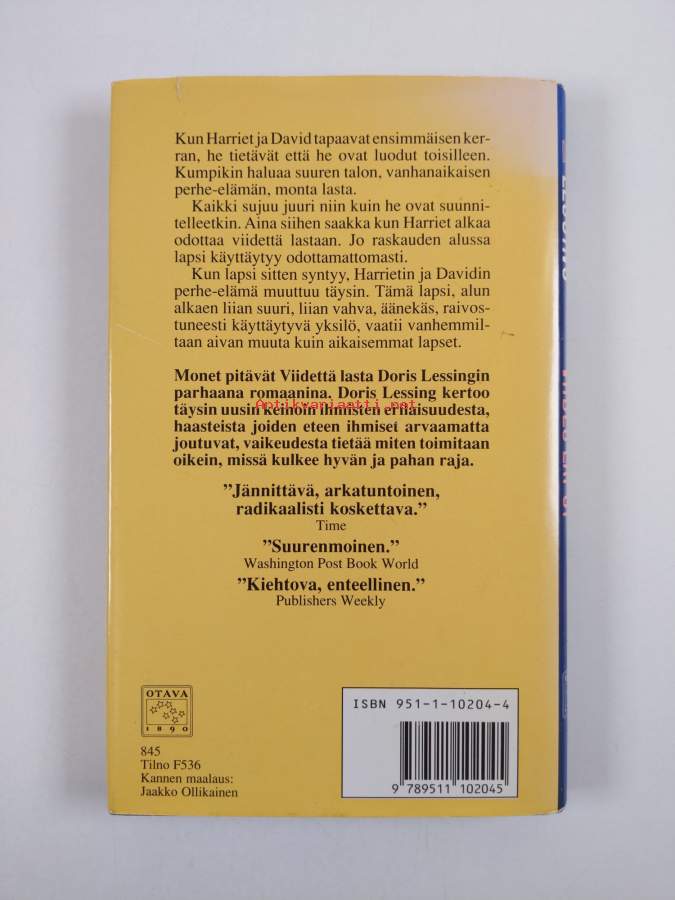 Kun Harriet ja David tapaavat ensimmäisen ker-
ran, he tietävät että he ovat luodut toisilleen.
Kumpikin haluaa suuren talon, vanhanaikaisen
perhe-elämän, monta lasta.
Kaikki sujuu juuri niin kuin he ovat suunni-
telleetkin. Aina siihen saakka kun Harriet alkaa
odottaa viidettä lastaan. Jo raskauden alussa
lapsi käyttäytyy odottamattomasti.
Kun lapsi sitten syntyy, Harrietin ja Davidin
perhe-elämä muuttuu täysin. Tämä lapsi, alun
alkaen liian suuri, liian vahva, äänekäs, raivos-
tuneesti käyttäytyvä yksilö, vaatii vanhemmil-
taan aivan muuta kuin aikaisemmat lapset.
Monet pitävät Viidettä lasta Doris Lessingin
parhaana romaanina. Doris Lessing kertoo
täysin uusin keinoin ihmisten erilaisuudesta,
haasteista joiden eteen ihmiset arvaamatta
joutuvat, vaikeudesta tietää miten toimitaan
oikein, missä kulkee hyvän ja pahan raja.
Antikvariaatti.net
”Jännittävä, arkatuntoinen,
radikaalisti koskettava.”
Time
”Suurenmoinen.”
Washington Post Book World
”Kiehtova, enteellinen.”
Publishers Weekly
OTAVA
1890
845
Tilno F536
Kannen maalaus:
Jaakko Ollikainen
ISBN 951-1-10204-4
9 789511 102045